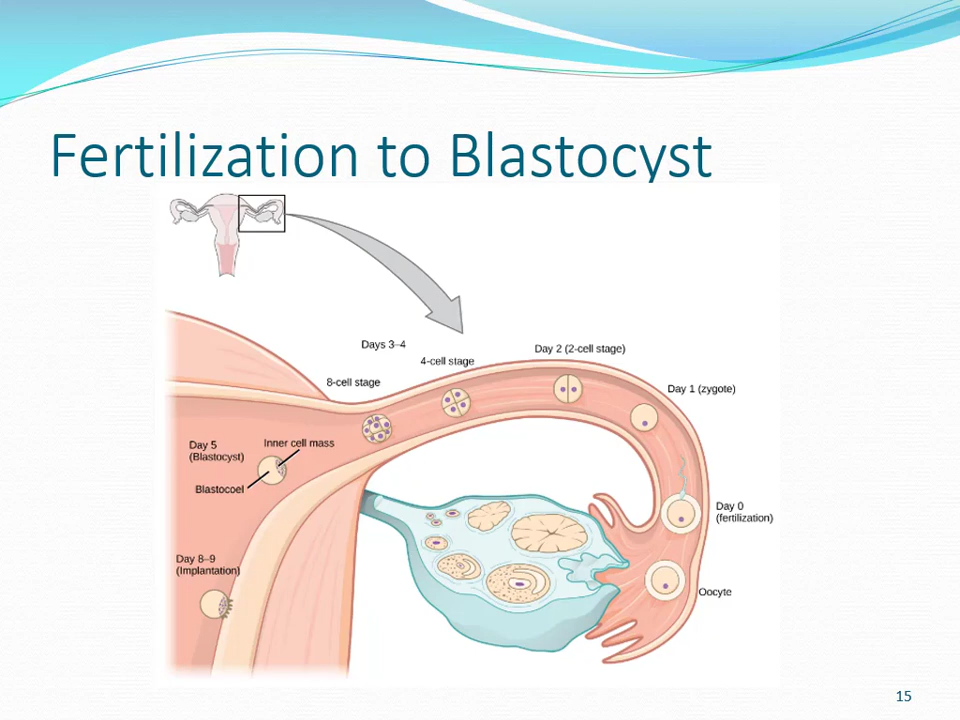 Fertilization to Blastocyst
Days 3–4
4-cell stage
8-cell stage
Day 2 (2-cell stage)
Day 1 (zygote)
Day 5
(Blastocyst)
Inner cell mass
Blastocoel
Day 0
(fertilization)
Day 8–9
(Implantation)
Oocyte
15